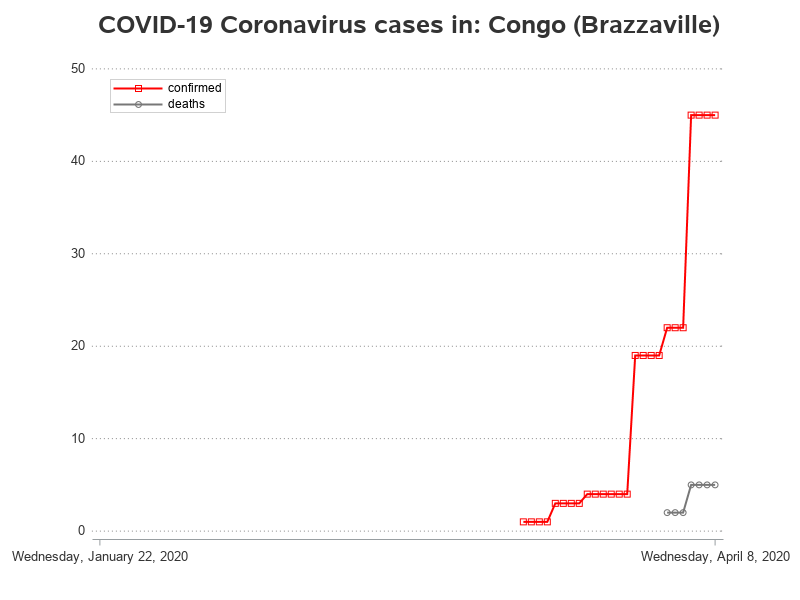 COVID-19 Coronavirus cases in: Congo (Brazzaville)
50
confirmed
deaths
40
30
20
10
0
Wednesday, January 22, 2020 Wednesday, April 8, 2020